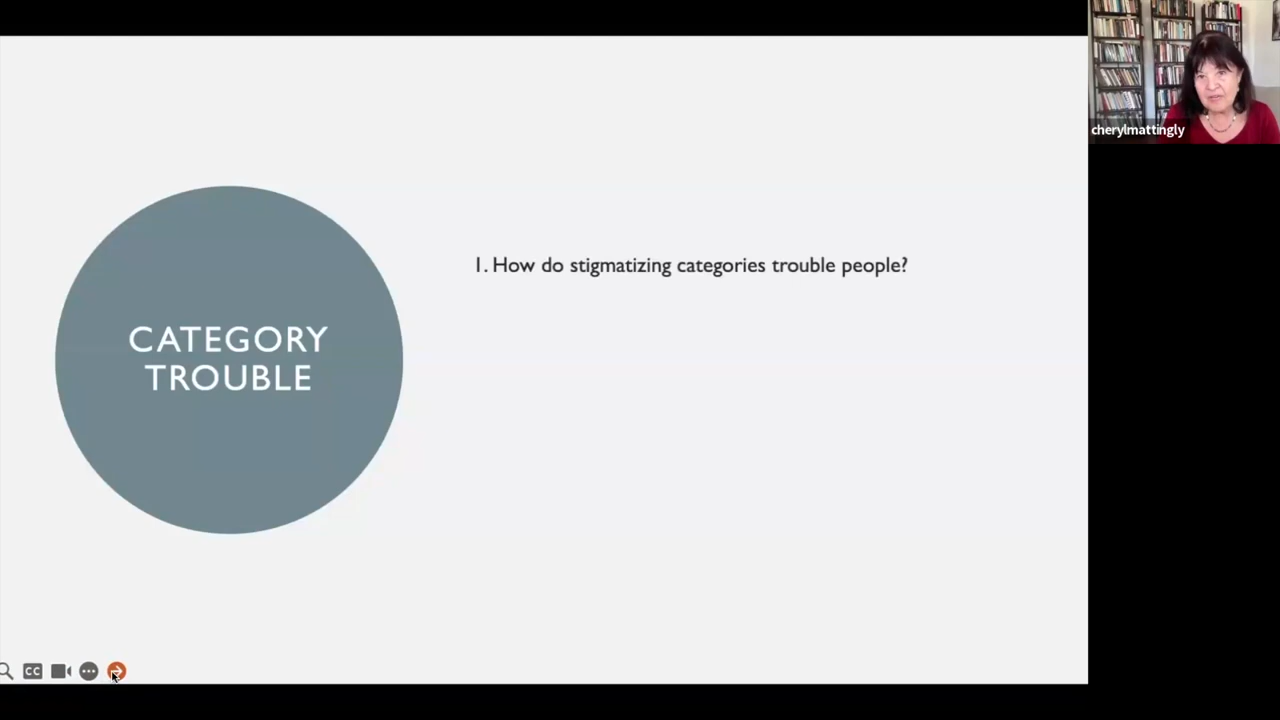 cherylmattingly
1. How do stigmatizing categories trouble people?
CATEGORY
TROUBLE
CC